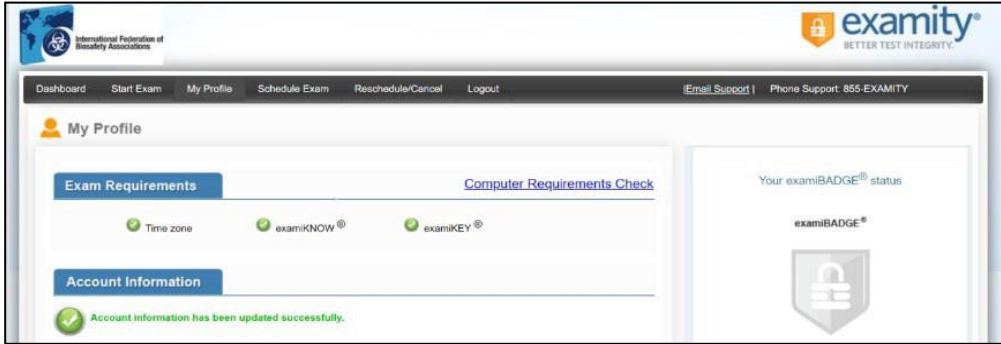 International Federation of
Biosafety Associations
examity®
BETTER TEST INTEGRITY.
Dashboard Start Exam My Profile Schedule Exam Reschedule/Cancel Logout |Email Support | Phone Support: 855-EXAMITY
My Profile
Exam Requirements Computer Requirements Check
Time zone examiKNOW® examiKEY®
Account Information
Account information has been updated successfully.
Your examiBADGE® status
examiBADGE®